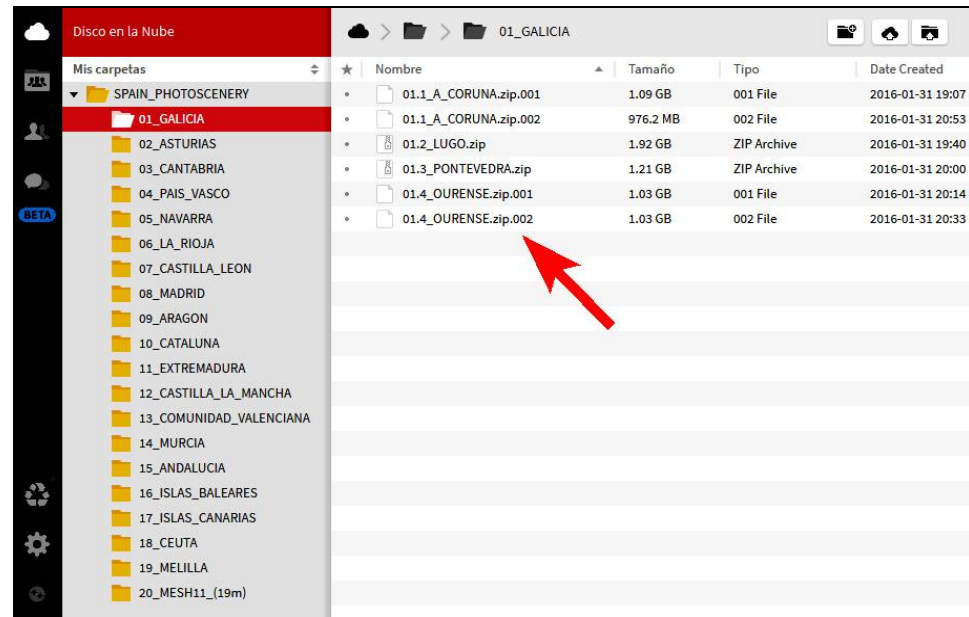 Disco en la Nube
01_GALICIA
Mis carpetas
Nombre Tamaño Tipo Date Created
SPAIN_PHOTOSCENERY
01_GALICIA
02_ASTURIAS
03_CANTABRIA
04_PAIS_VASCO
BETA
05_NAVARRA
06_LA_RIOJA
07_CASTILLA_LEON
08_MADRID
09_ARAGON
10_CATALUNA
11_EXTREMADURA
12_CASTILLA_LA_MANCHA
13_COMUNIDAD_VALENCIANA
14_MURCIA
15_ANDALUCIA
16_ISLAS_BALEARES
17_ISLAS_CANARIAS
18_CEUTA
19_MELILLA
20_MESH11_(19m)
01.1_A_CORUNA.zip.001 1.09 GB 001 File 2016-01-31 19:07
01.1_A_CORUNA.zip.002 976.2 MB 002 File 2016-01-31 20:53
01.2_LUGO.zip 1.92 GB ZIP Archive 2016-01-31 19:40
01.3_PONTEVEDRA.zip 1.21 GB ZIP Archive 2016-01-31 20:00
01.4_OURENSE.zip.001 1.03 GB 001 File 2016-01-31 20:14
01.4_OURENSE.zip.002 1.03 GB 002 File 2016-01-31 20:33